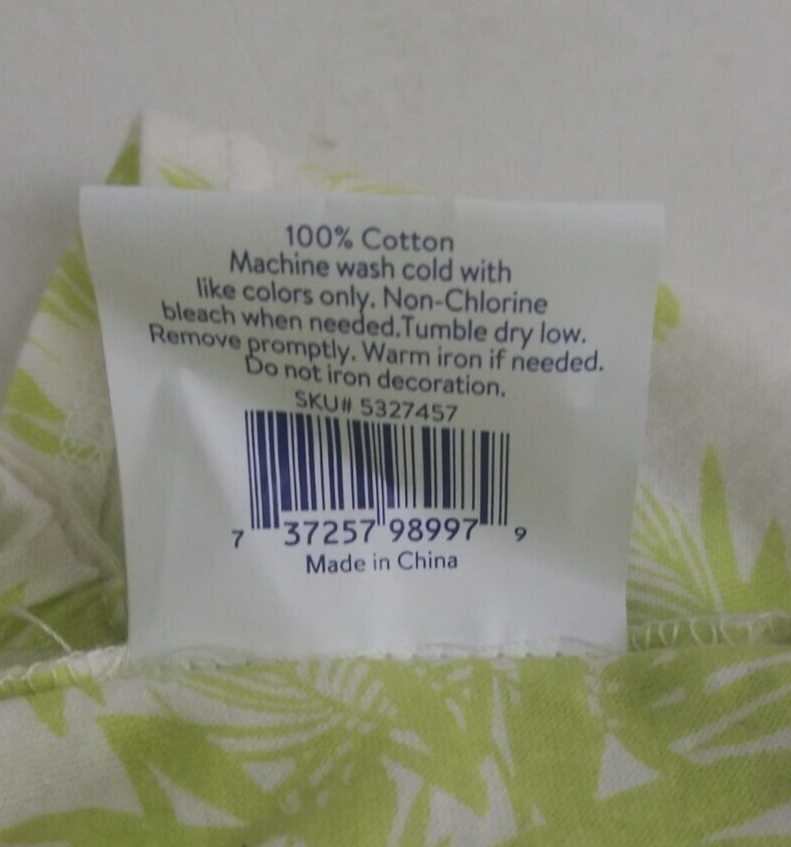 100% Cotton
Machine wash cold with
like colors only. Non-Chlorine
bleach when needed.Tumble dry low.
Remove promptly. Warm iron if needed.
Do not iron decoration.
SKU# 5327457
7 37257 98997 9
Made in China